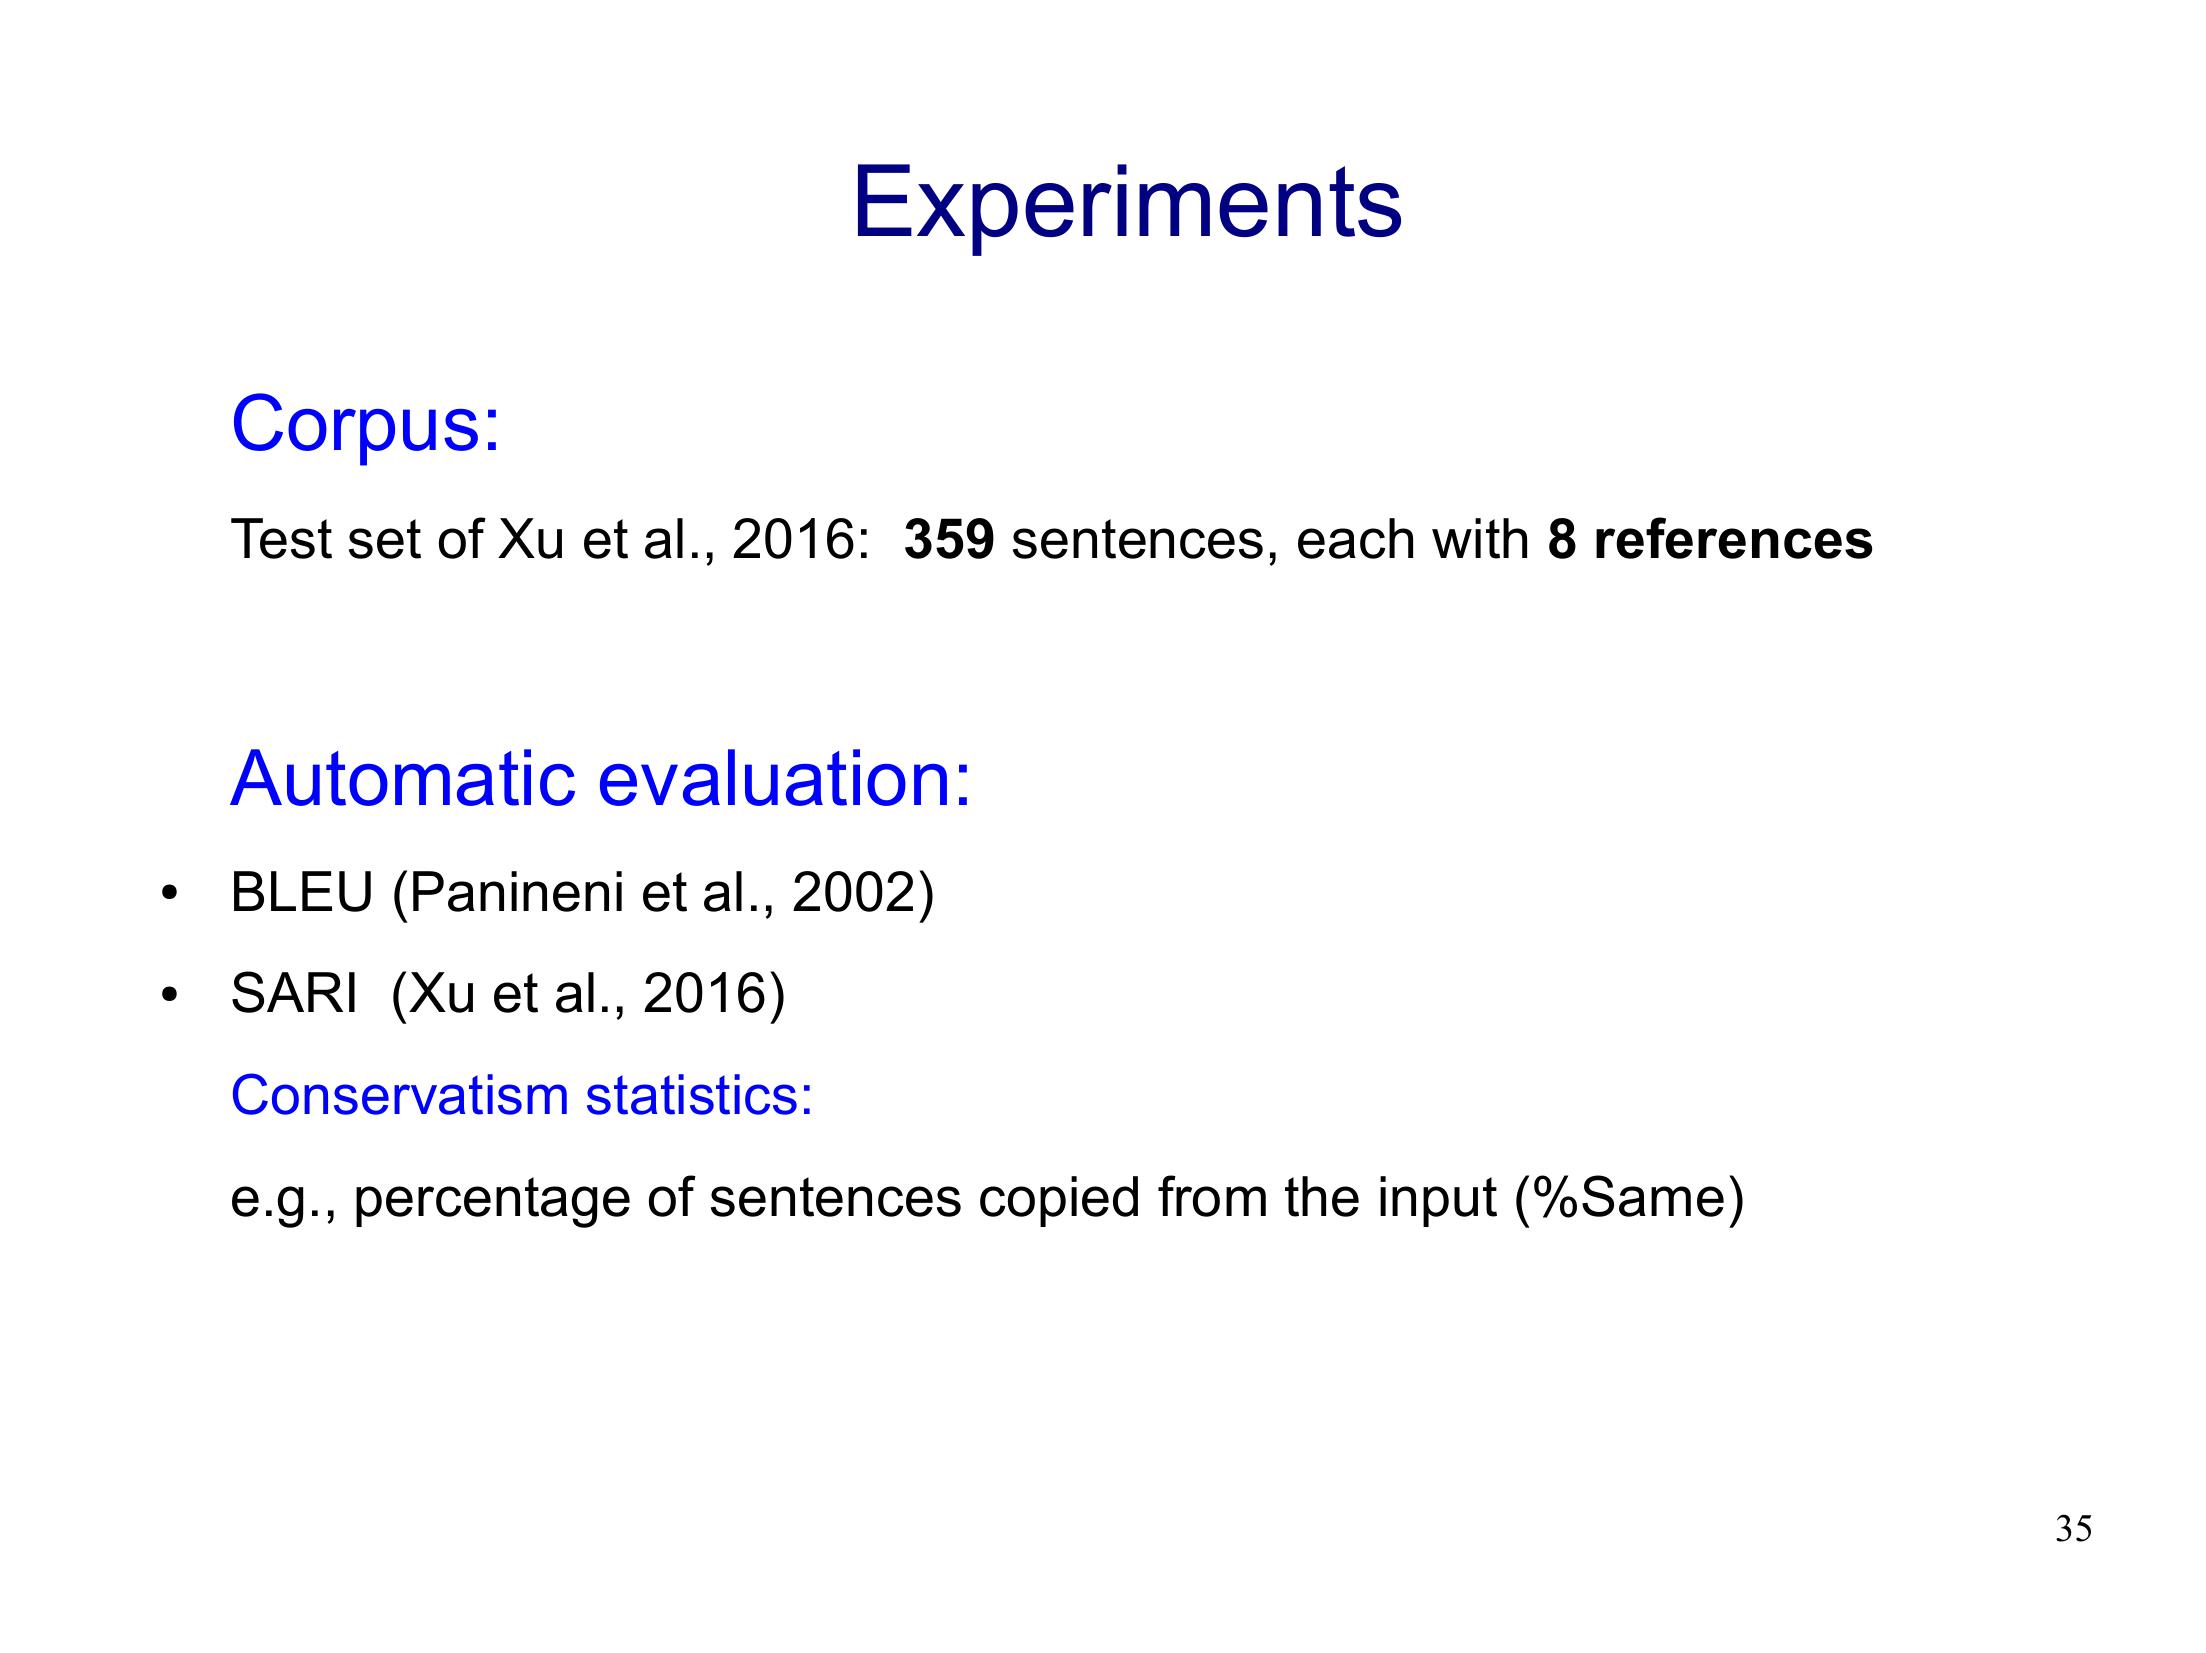 Experiments
Corpus:
Test set of Xu et al., 2016:  359 sentences, each with 8 references
Automatic evaluation:
• BLEU (Panineni et al., 2002)
• SARI  (Xu et al., 2016)
Conservatism statistics:
e.g., percentage of sentences copied from the input (%Same)
35